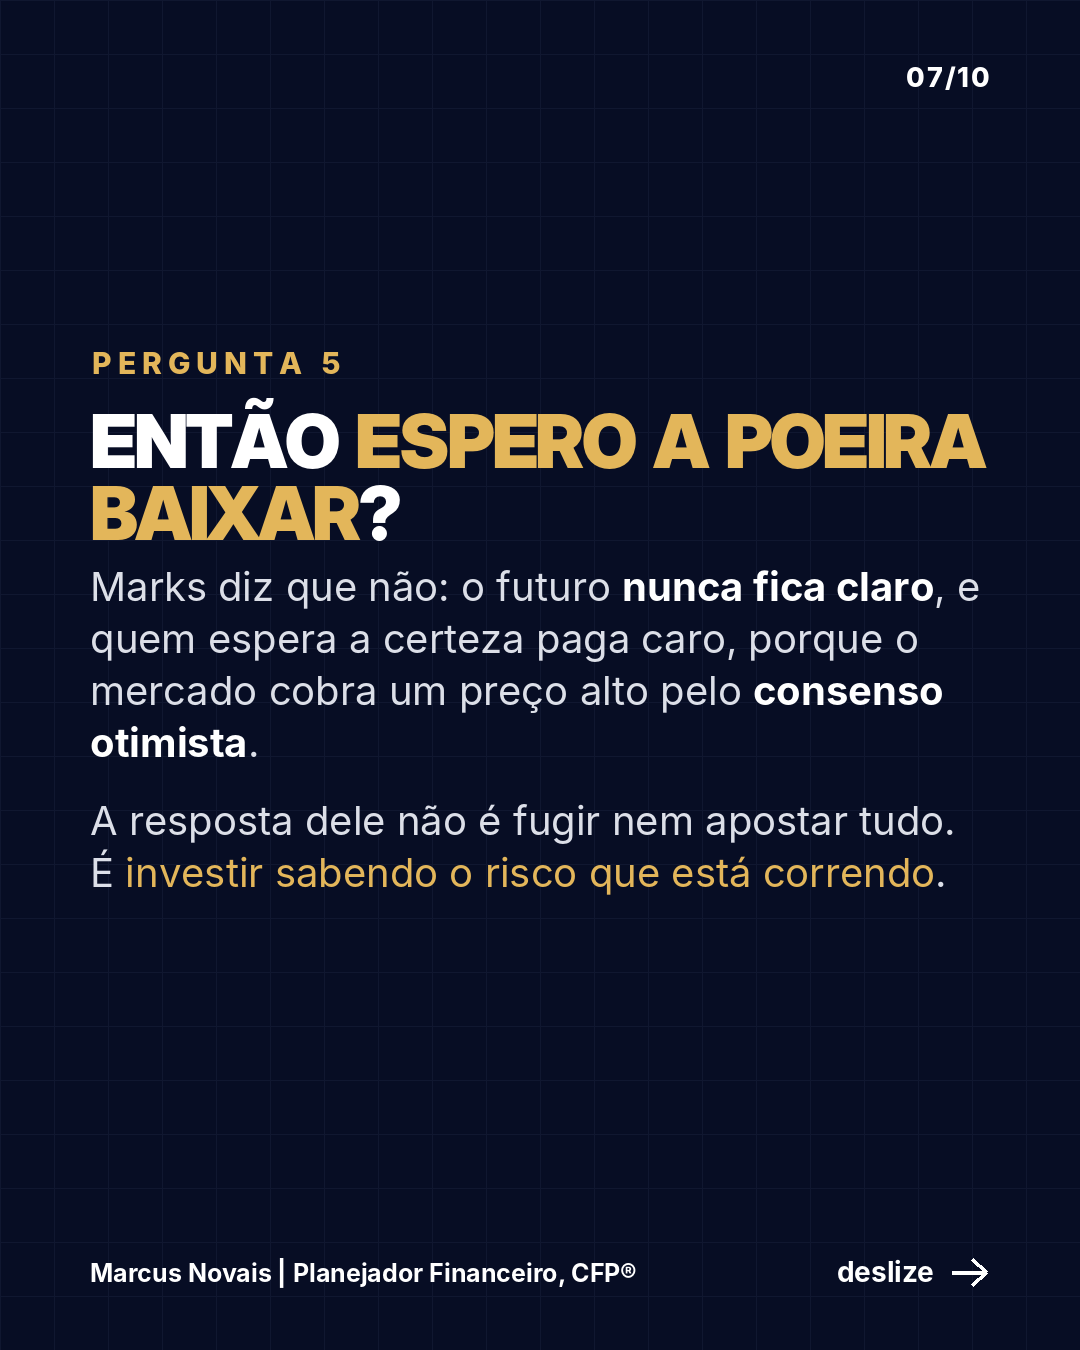 07/10
PERGUNTA 5
ENTÃO ESPERO A POEIRA
BAIXAR?
Marks diz que não: o futuro nunca fica claro, e
quem espera a certeza paga caro, porque o
mercado cobra um preço alto pelo consenso
otimista.
A resposta dele não é fugir nem apostar tudo.
É investir sabendo o risco que está correndo.
Marcus Novais | Planejador Financeiro, CFP®
deslize →